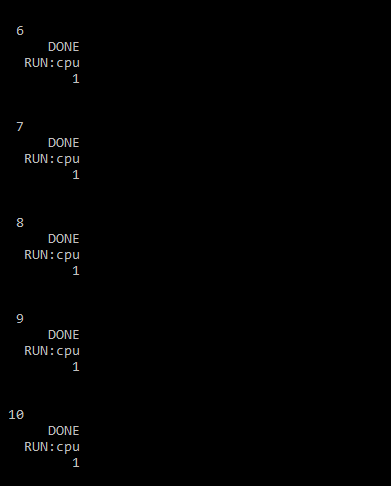 6
DONE
RUN:cpu
1
7
DONE
RUN:cpu
1
8
DONE
RUN:cpu
1
9
DONE
RUN:cpu
1
10
DONE
RUN:cpu
1